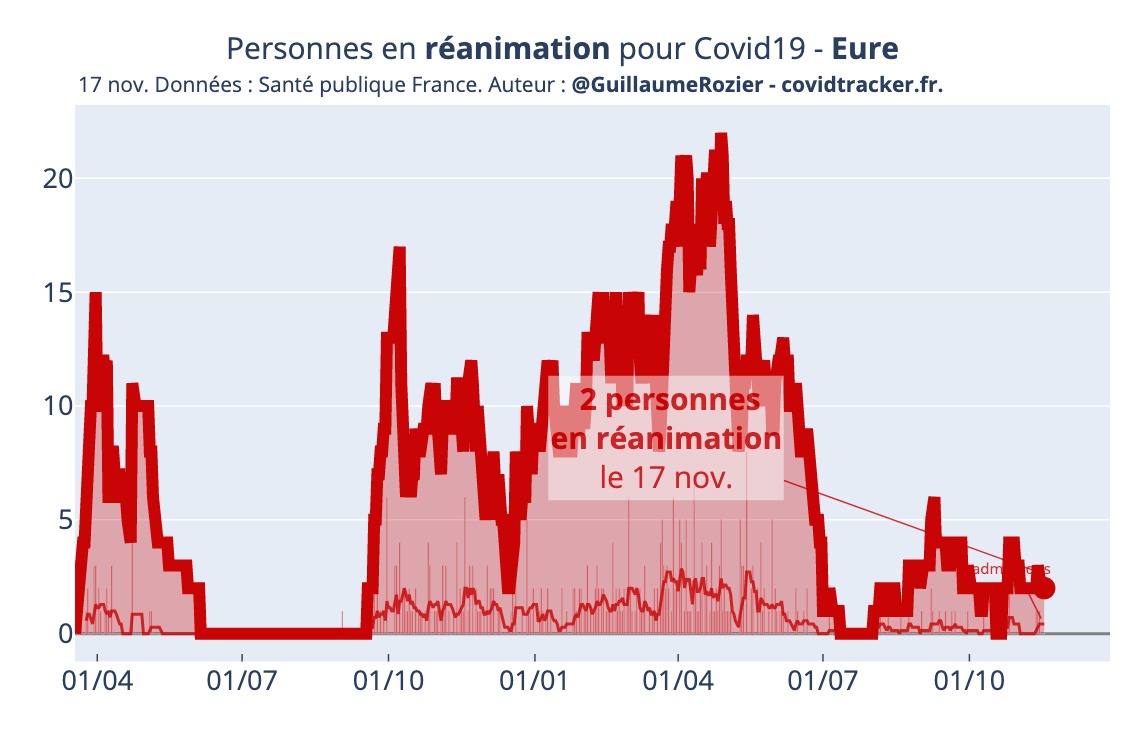 Personnes en réanimation pour Covid19 - Eure
17 nov. Données : Santé publique France. Auteur : @GuillaumeRozier - covidtracker.fr.
20
15
10
5
0
2 personnes
en réanimation
le 17 nov.
admissions
01/04
01/07
01/10
01/01
01/04
01/07
01/10